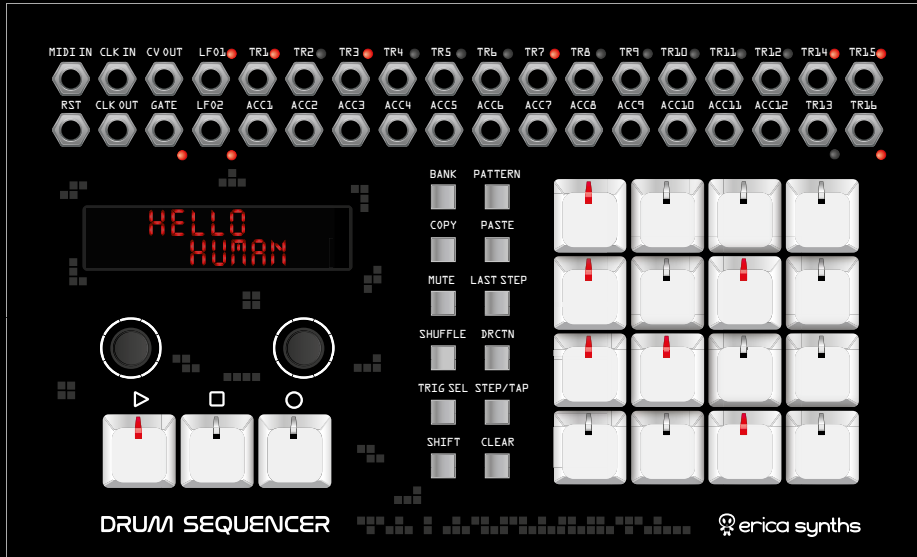 MIDI IN CLK IN CV OUT LFO1 TR1 TR2 TR3 TR4 TR5 TR6 TR7 TR8 TR9 TR10 TR11 TR12 TR14 TR15
RST CLK OUT GATE LFO2 ACC1 ACC2 ACC3 ACC4 ACC5 ACC6 ACC7 ACC8 ACC9 ACC10 ACC11 ACC12 TR13 TR16
HELLO
HUMAN
BANK PATTERN
COPY PASTE
MUTE LAST STEP
SHUFFLE DRCTN
TRIG SEL STEP/TAP
SHIFT CLEAR
DRUM SEQUENCER
erica synths